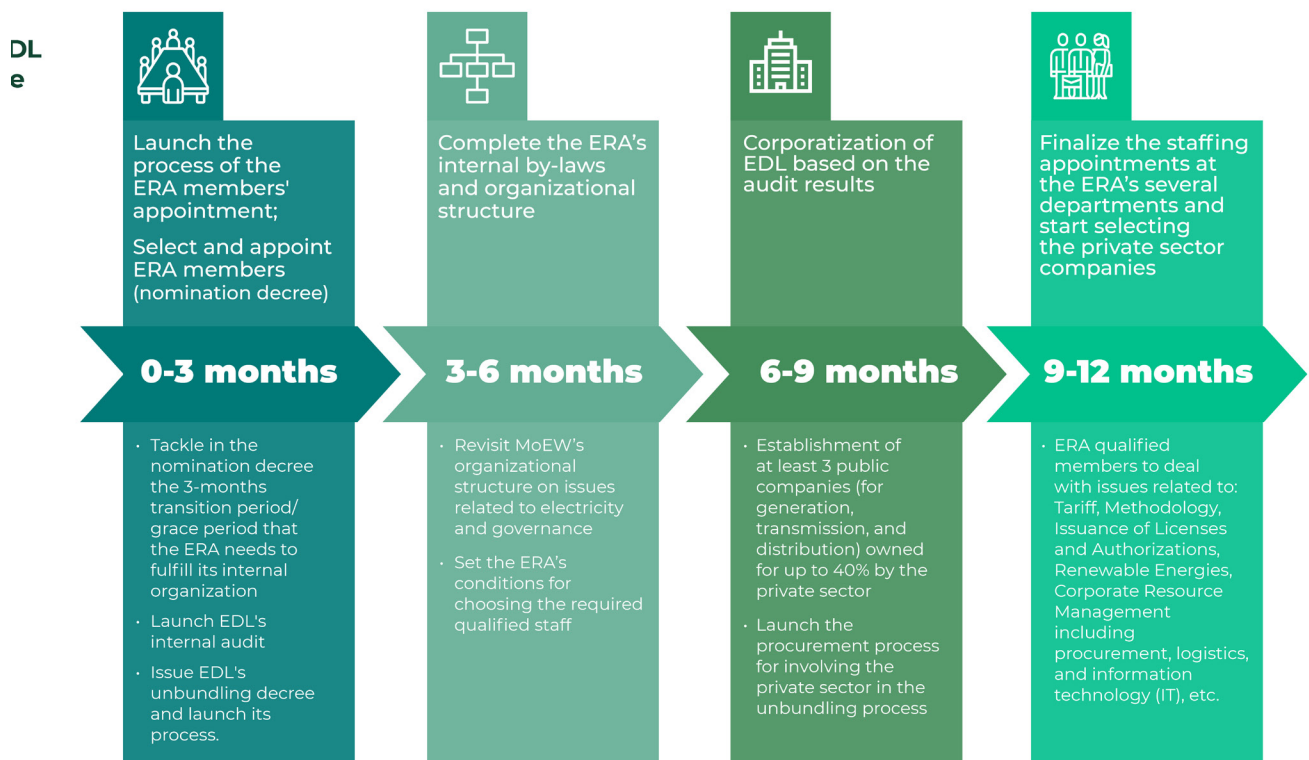 DL
e
Launch the
process of the
ERA members'
appointment;
Select and appoint
ERA members
(nomination decree)
0-3 months
• Tackle in the
nomination decree
the 3-months
transition period/
grace period that
the ERA needs to
fulfill its internal
organization
• Launch EDL's
internal audit
• Issue EDL's
unbundling decree
and launch its
process.
Complete the ERA’s
internal by-laws
and organizational
structure
3-6 months
• Revisit MoEW’s
organizational
structure on issues
related to electricity
and governance
• Set the ERA’s
conditions for
choosing the required
qualified staff
Corporatization of
EDL based on the
audit results
6-9 months
• Establishment of
at least 3 public
companies (for
generation,
transmission, and
distribution) owned
for up to 40% by the
private sector
• Launch the
procurement process
for involving the
private sector in the
unbundling process
Finalize the staffing
appointments at
the ERA’s several
departments and
start selecting
the private sector
companies
9-12 months
• ERA qualified
members to deal
with issues related to:
Tariff, Methodology,
Issuance of Licenses
and Authorizations,
Renewable Energies,
Corporate Resource
Management
including
procurement, logistics,
and information
technology (IT), etc.